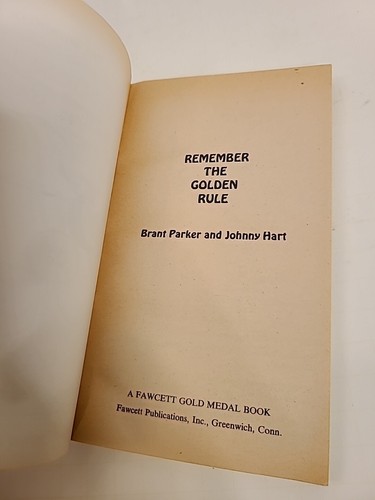 REMEMBER
THE
GOLDEN
RULE
Brant Parker and Johnny Hart
A FAWCETT GOLD MEDAL BOOK
Fawcett Publications, Inc., Greenwich, Conn.